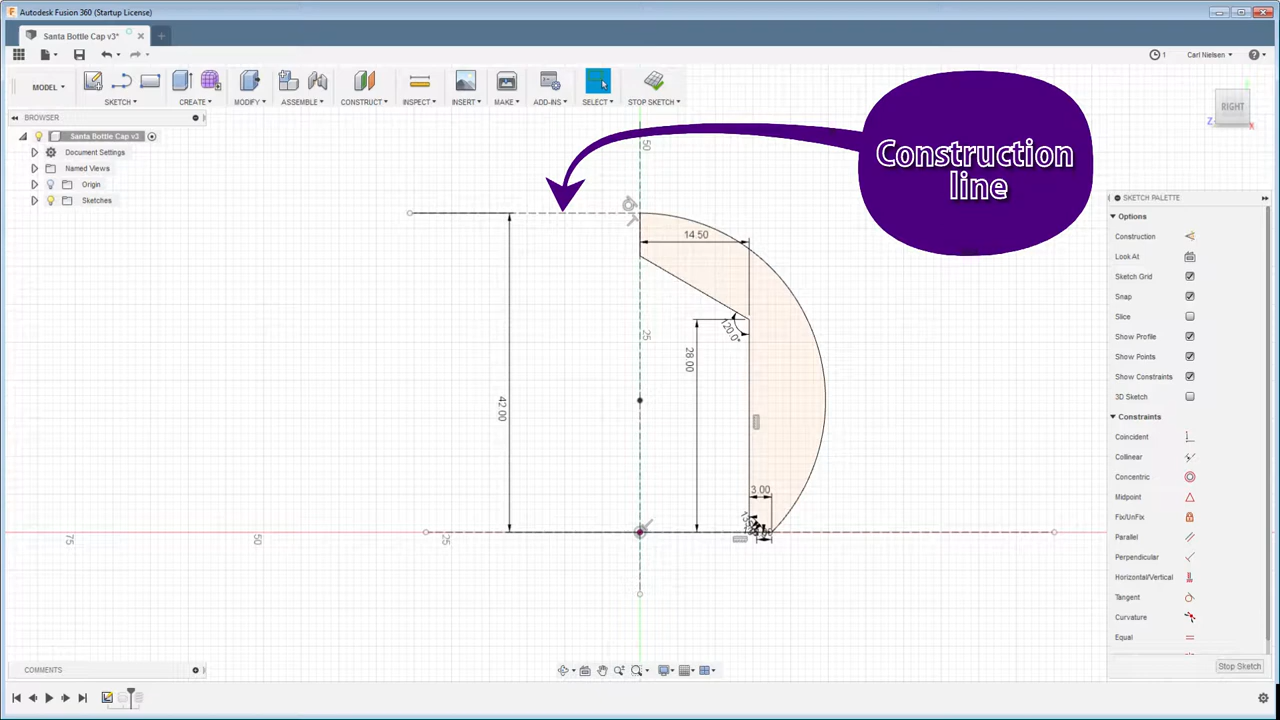 Autodesk Fusion 360 (Startup License)
Santa Bottle Cap v3*
1
Carl Nielsen
MODEL
SKETCH
CREATE
MODIFY
ASSEMBLE
CONSTRUCT
INSPECT
INSERT
MAKE
ADD-INS
SELECT
STOP SKETCH
BROWSER
Santa Bottle Cap v3
Document Settings
Named Views
Origin
Sketches
Construction
line
RIGHT
Z
X
50
14.50
120.0°
25
28.00
42.00
3.00
75
50
25
SKETCH PALETTE
Options
Construction
Look At
Sketch Grid
Snap
Slice
Show Profile
Show Points
Show Constraints
3D Sketch
Constraints
Coincident
Collinear
Concentric
Midpoint
Fix/UnFix
Parallel
Perpendicular
Horizontal/Vertical
Tangent
Curvature
Equal
Stop Sketch
COMMENTS